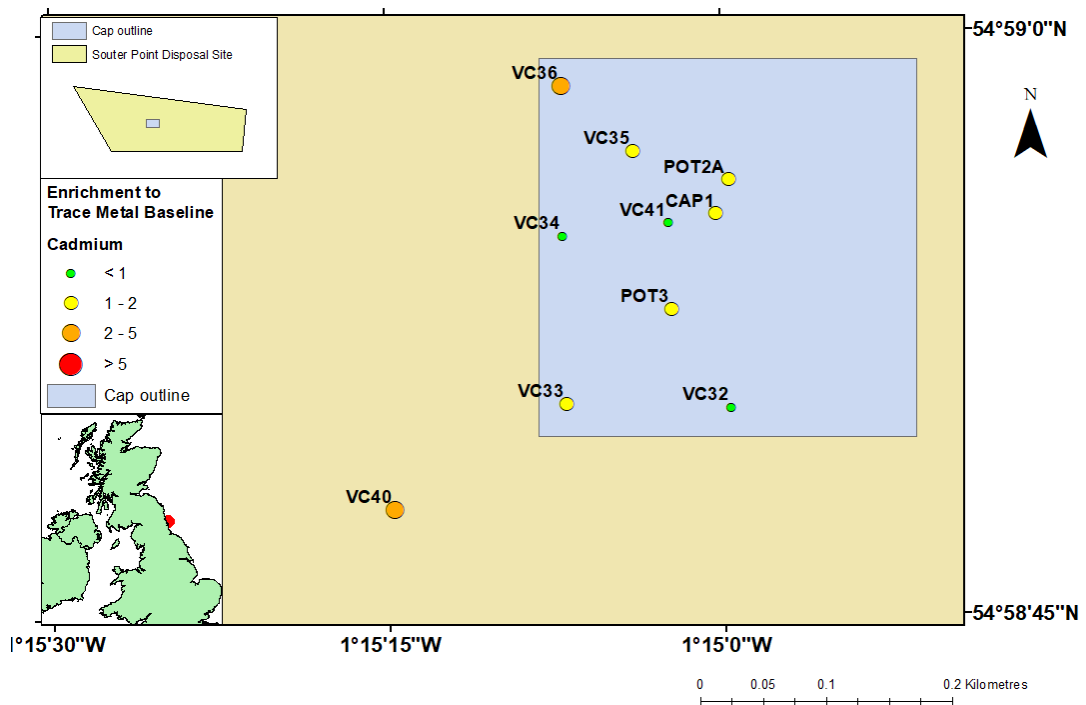 Cap outline
Souter Point Disposal Site
54°59'0"N
N
VC36
VC35
POT2A
CAP1
VC41
VC34
POT3
VC33
VC32
VC40
Enrichment to
Trace Metal Baseline
Cadmium
< 1
1 - 2
2 - 5
> 5
Cap outline
54°58'45"N
1°15'30"W
1°15'15"W
1°15'0"W
0 0.05 0.1 0.2 Kilometres